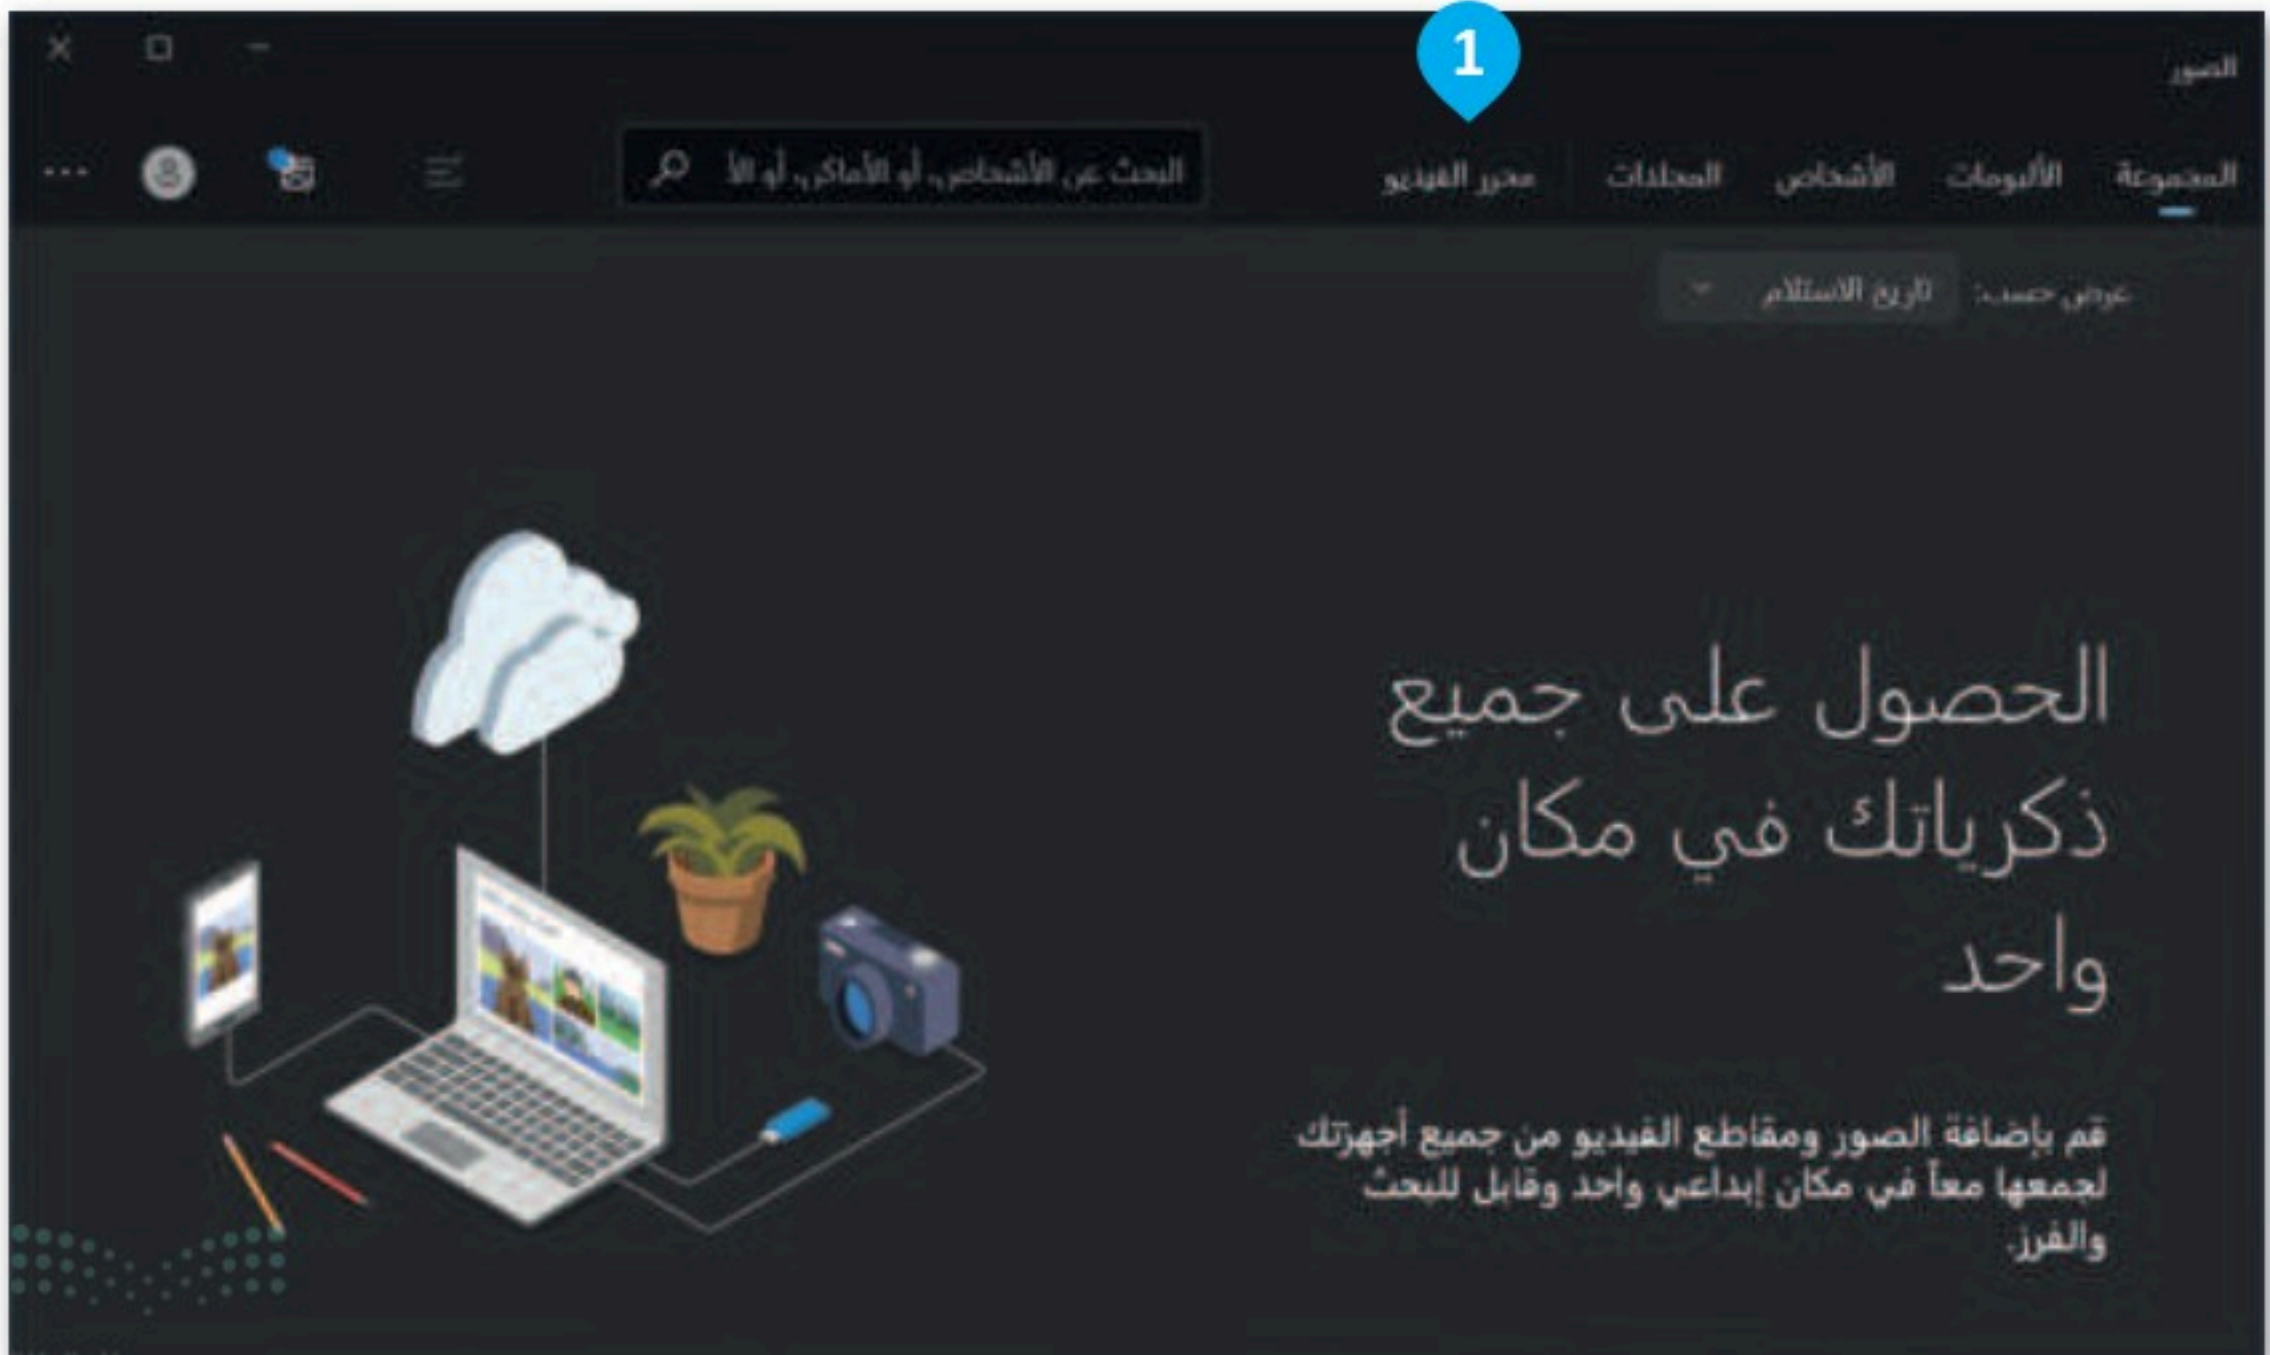 1
الصور
المجموعة الألبومات الأشخاص المجلدات محرر الفيديو البحث عن الأشخاص، أو الأماكن، أو الأ
عرض حسب: تاريخ الاستلام
الحصول على جميع
ذكرياتك في مكان
واحد
قم بإضافة الصور ومقاطع الفيديو من جميع أجهزتك
لجمعها معاً في مكان إبداعي واحد وقابل للبحث
والفرز.